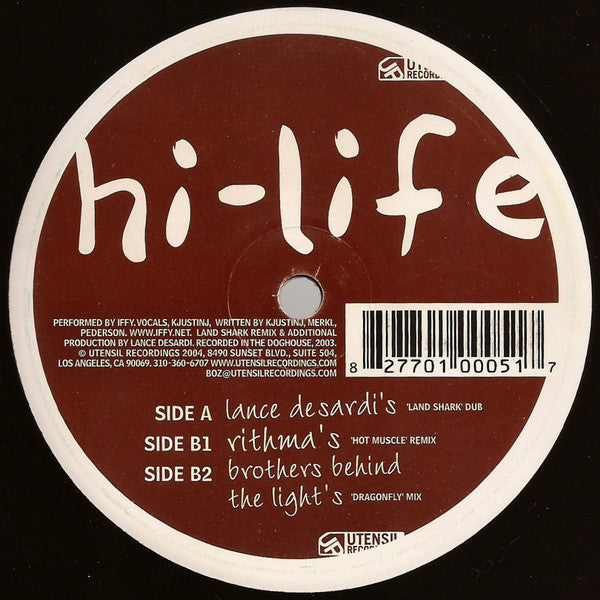 UTENSIL
RECORDINGS
hi-life
PERFORMED BY IFFY.VOCALS, KJUSTINJ, WRITTEN BY KJUSTINJ, MERKL,
PEDERSON. WWW.IFFY.NET. LAND SHARK REMIX & ADDITIONAL
PRODUCTION BY LANCE DESARDI. RECORDED IN THE DOGHOUSE, 2003.
© UTENSIL RECORDINGS 2004, 8490 SUNSET BLVD., SUITE 504,
LOS ANGELES, CA 90069. 310-360-6707 WWW.UTENSILRECORDINGS.COM
BOZ@UTENSILRECORDINGS.COM
8 27701 00051 7
SIDE A lance desardi's 'LAND SHARK' DUB
SIDE B1 rithma's 'HOT MUSCLE' REMIX
SIDE B2 brothers behind
the light's 'DRAGONFLY' MIX
UTENSIL